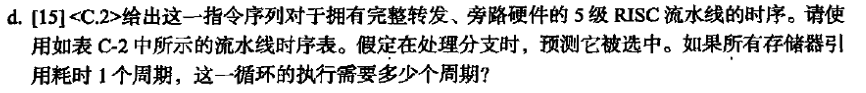 d. [15]<C.2>给出这一指令序列对于拥有完整转发、旁路硬件的 5 级 RISC 流水线的时序。请使
用如表 C-2 中所示的流水线时序表。假定在处理分支时，预测它被选中。如果所有存储器引
用耗时 1 个周期，这一循环的执行需要多少个周期？